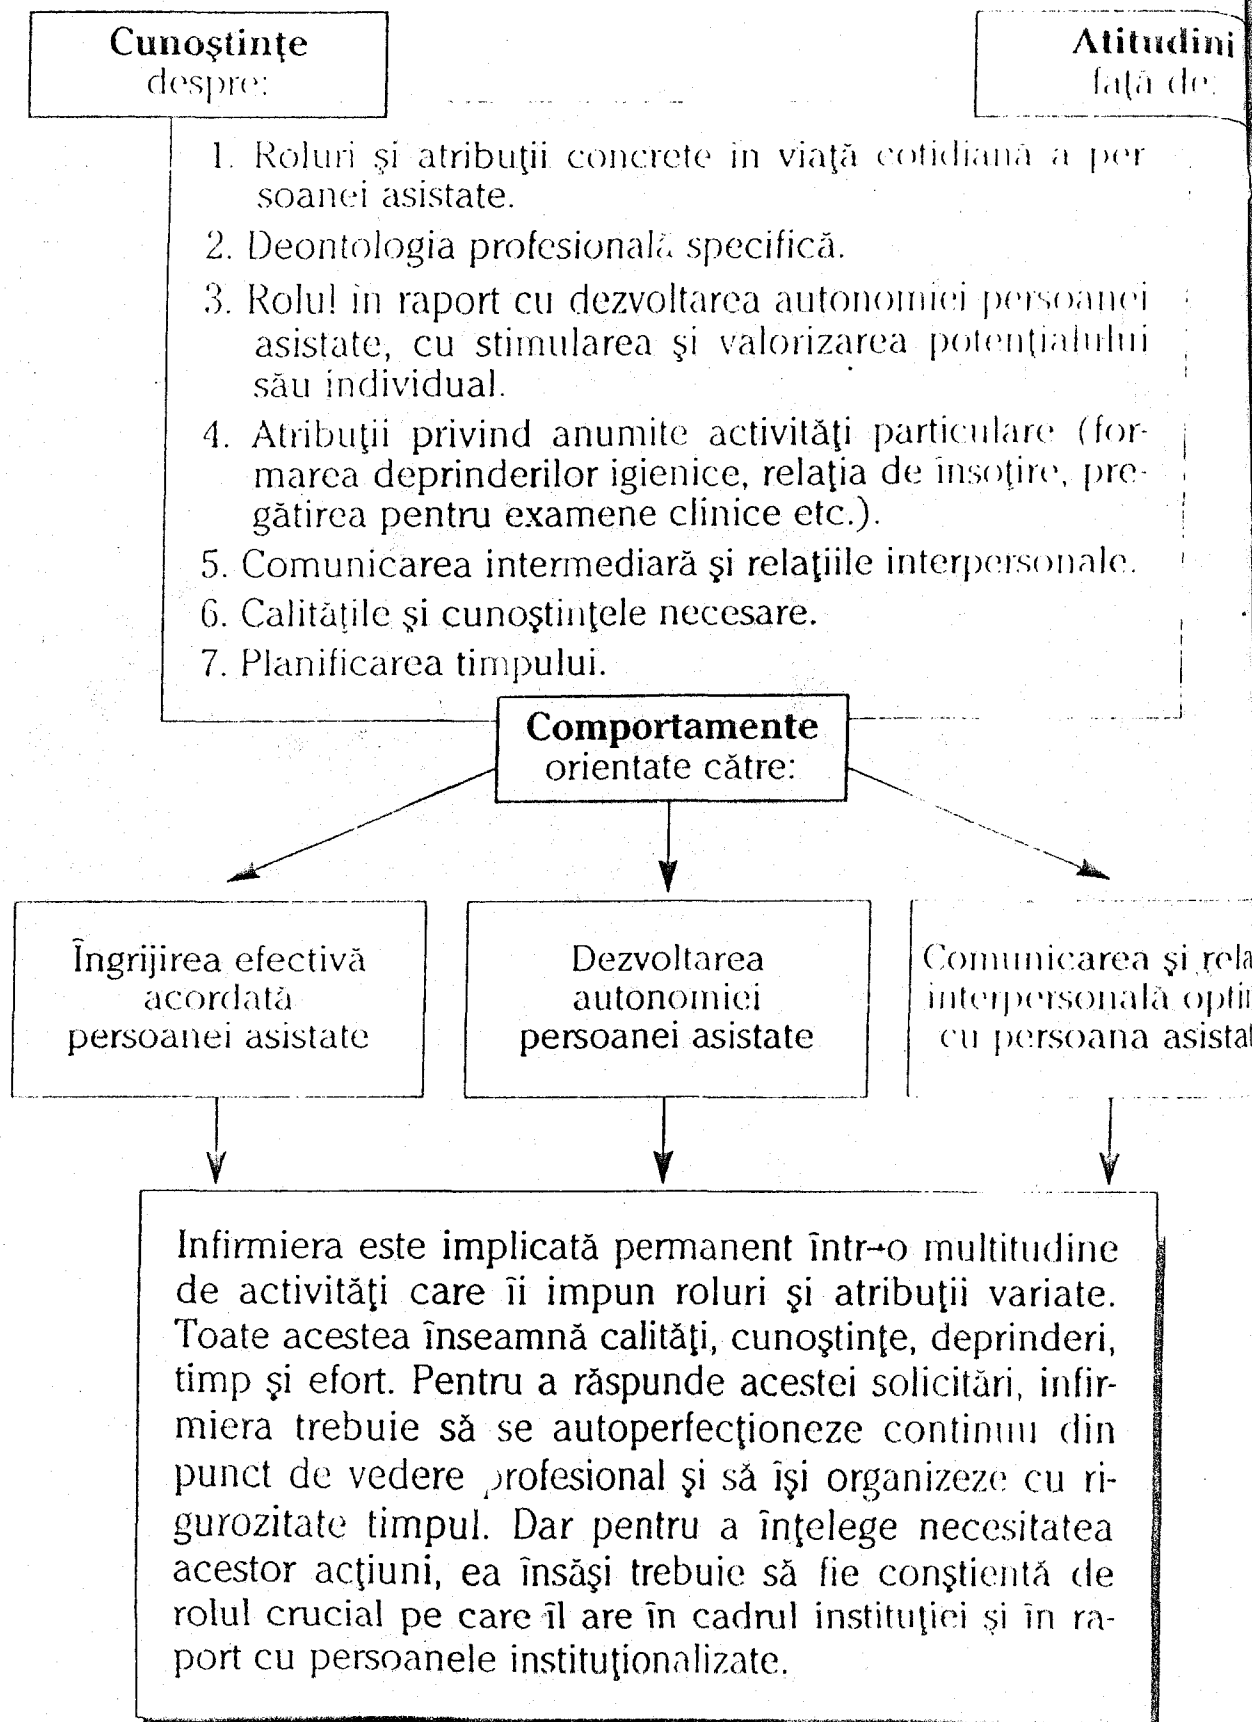 Cunoştinţe
despre:
Atitudini
faţă de:
1. Roluri şi atribuţii concrete in viaţă cotidiană a per
soanei asistate.
2. Deontologia profesională specifică.
3. Rolul in raport cu dezvoltarea autonomiei persoanei
asistate, cu stimularea şi valorizarea potenţialului
său individual.
4. Atribuţii privind anumite activităţi particulare (for-
marea deprinderilor igienice, relaţia de însoţire, pre-
gătirea pentru examene clinice etc.).
5. Comunicarea intermediară şi relaţiile interpersonale.
6. Calităţile şi cunoştinţele necesare.
7. Planificarea timpului.
Comportamente
orientate către:
Îngrijirea efectivă
acordată
persoanei asistate
Dezvoltarea
autonomiei
persoanei asistate
Comunicarea şi rela
interpersonală optim
cu persoana asistat
Infirmiera este implicată permanent într-o multitudine
de activităţi care îi impun roluri şi atribuţii variate.
Toate acestea înseamnă calităţi, cunoştinţe, deprinderi,
timp şi efort. Pentru a răspunde acestei solicitări, infir-
miera trebuie să se autoperfecţioneze continuu din
punct de vedere profesional şi să îşi organizeze cu ri-
gurozitate timpul. Dar pentru a înţelege necesitatea
acestor acţiuni, ea însăşi trebuie să fie conştientă de
rolul crucial pe care îl are în cadrul instituţiei şi în ra-
port cu persoanele instituţionalizate.